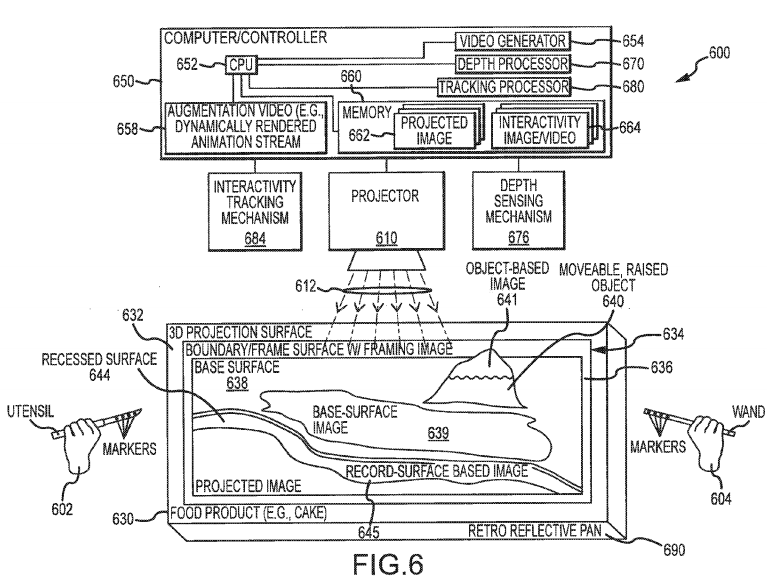 COMPUTER/CONTROLLER
VIDEO GENERATOR
654
600
652
CPU
DEPTH PROCESSOR
670
650
660
TRACKING PROCESSOR
680
658
AUGMENTATION VIDEO (E.G.,
DYNAMICALLY RENDERED
ANIMATION STREAM
MEMORY
662
PROJECTED
IMAGE
INTERACTIVITY
IMAGE/VIDEO
664
INTERACTIVITY
TRACKING
MECHANISM
684
PROJECTOR
610
DEPTH
SENSING
MECHANISM
676
612
OBJECT-BASED
IMAGE
641
MOVEABLE, RAISED
OBJECT
640
632
3D PROJECTION SURFACE
634
BOUNDARY/FRAME SURFACE W/ FRAMING IMAGE
RECESSED SURFACE
644
BASE SURFACE
638
636
UTENSIL
MARKERS
602
BASE-SURFACE
IMAGE
639
WAND
MARKERS
604
RECORD-SURFACE BASED IMAGE
PROJECTED IMAGE
630
FOOD PRODUCT (E.G., CAKE)
645
RETRO REFLECTIVE PAN
690
FIG.6